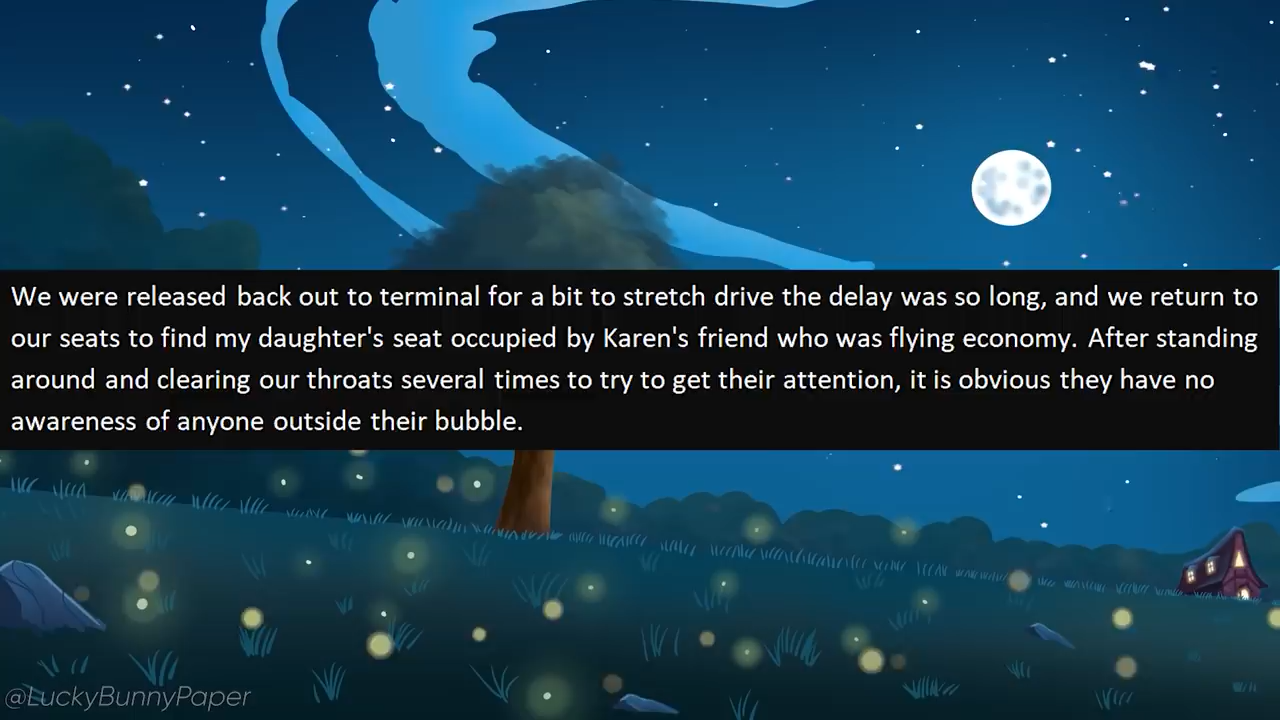 We were released back out to terminal for a bit to stretch drive the delay was so long, and we return to
our seats to find my daughter's seat occupied by Karen's friend who was flying economy. After standing
around and clearing our throats several times to try to get their attention, it is obvious they have no
awareness of anyone outside their bubble.
@LuckyBunnyPaper